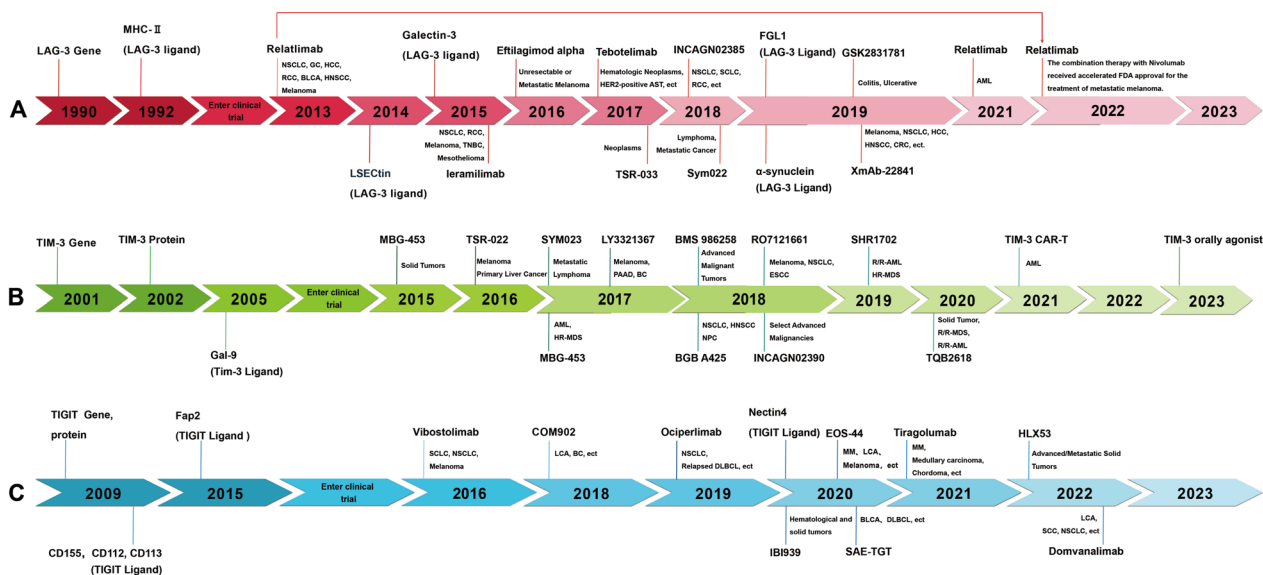 MHC-Ⅱ
(LAG-3 ligand)
LAG-3 Gene
Relatlimab
NSCLC, GC, HCC,
RCC, BLCA, HNSCC,
Melanoma
Galectin-3
(LAG-3 ligand)
Eftilagimod alpha
Unresectable or
Metastatic Melanoma
Tebotelimab
Hematologic Neoplasms,
HER2-positive AST, ect
INCAGN02385
NSCLC, SCLC,
RCC, ect
FGL1
(LAG-3 Ligand)
GSK2831781
Colitis, Ulcerative
Relatlimab
AML
Relatlimab
The combination therapy with Nivolumab
received accelerated FDA approval for the
treatment of metastatic melanoma.
A
1990
1992
Enter clinical
trial
2013
2014
2015
2016
2017
2018
2019
2021
2022
2023
LSECtin
(LAG-3 ligand)
NSCLC, RCC,
Melanoma, TNBC,
Mesothelioma
Ieramilimab
Neoplasms
TSR-033
Lymphoma,
Metastatic Cancer
Sym022
α-synuclein
(LAG-3 Ligand)
Melanoma, NSCLC, HCC,
HNSCC, CRC, ect.
XmAb-22841
TIM-3 Gene
TIM-3 Protein
MBG-453
Solid Tumors
TSR-022
Melanoma
Primary Liver Cancer
SYM023
Metastatic
Lymphoma
LY3321367
Melanoma,
PAAD, BC
BMS 986258
Advanced
Malignant
Tumors
RO7121661
Melanoma, NSCLC,
ESCC
SHR1702
R/R-AML
HR-MDS
TIM-3 CAR-T
AML
TIM-3 orally agonist
B
2001
2002
2005
Enter clinical
trial
2015
2016
2017
2018
2019
2020
2021
2022
2023
Gal-9
(Tim-3 Ligand)
AML,
HR-MDS
MBG-453
NSCLC, HNSCC
NPC
BGB A425
Select Advanced
Malignancies
INCAGN02390
Solid Tumor,
R/R-MDS,
R/R-AML
TQB2618
TIGIT Gene,
protein
Fap2
(TIGIT Ligand )
Vibostolimab
SCLC, NSCLC,
Melanoma
COM902
LCA, BC, ect
Ociperlimab
NSCLC,
Relapsed DLBCL, ect
Nectin4
(TIGIT Ligand)
EOS-44
MM、LCA,
Melanoma，ect
Tiragolumab
MM,
Medullary carcinoma,
Chordoma, ect
HLX53
Advanced/Metastatic Solid
Tumors
C
2009
2015
Enter clinical
trial
2016
2018
2019
2020
2021
2022
2023
CD155, CD112, CD113
(TIGIT Ligand)
Hematological and
solid tumors
IBI939
BLCA, DLBCL, ect
SAE-TGT
LCA,
SCC, NSCLC, ect
Domvanalimab